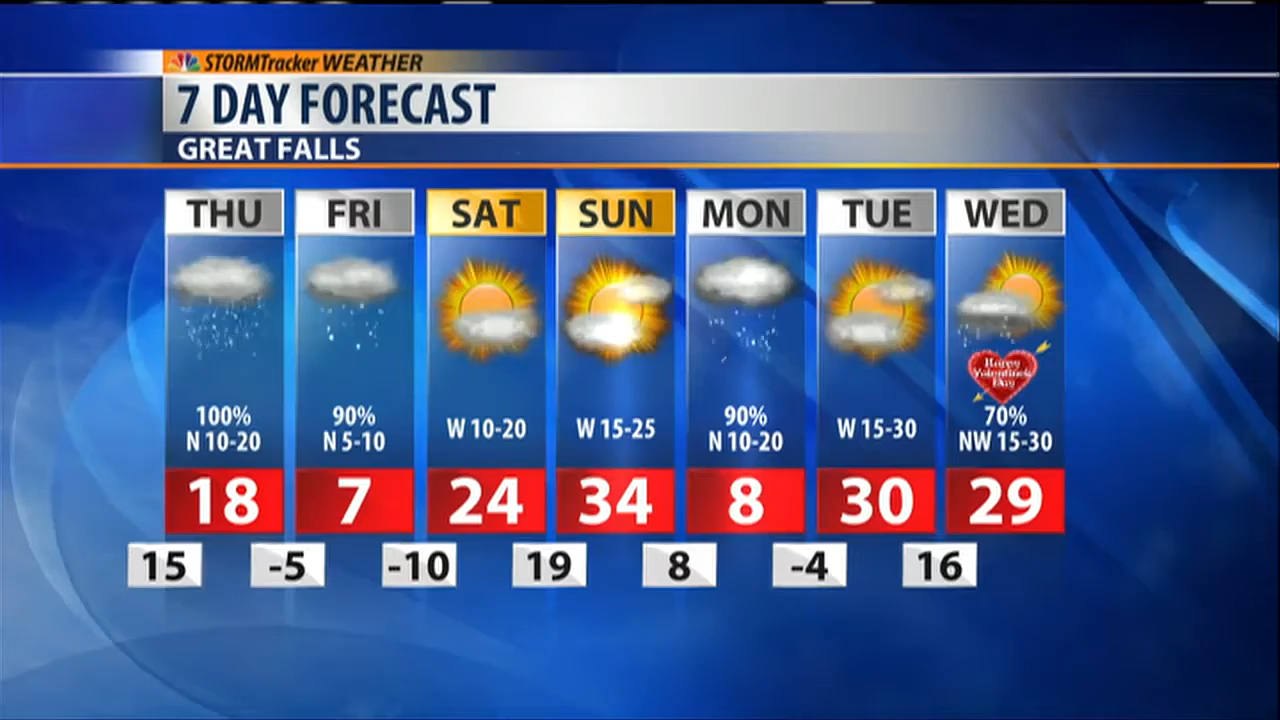 STORMTracker WEATHER
7 DAY FORECAST
GREAT FALLS
THU FRI SAT SUN MON TUE WED
Happy
Valentine's
Day
100% 90% 90% 70%
N 10-20 N 5-10 W 10-20 W 15-25 N 10-20 W 15-30 NW 15-30
18 7 24 34 8 30 29
15 -5 -10 19 8 -4 16